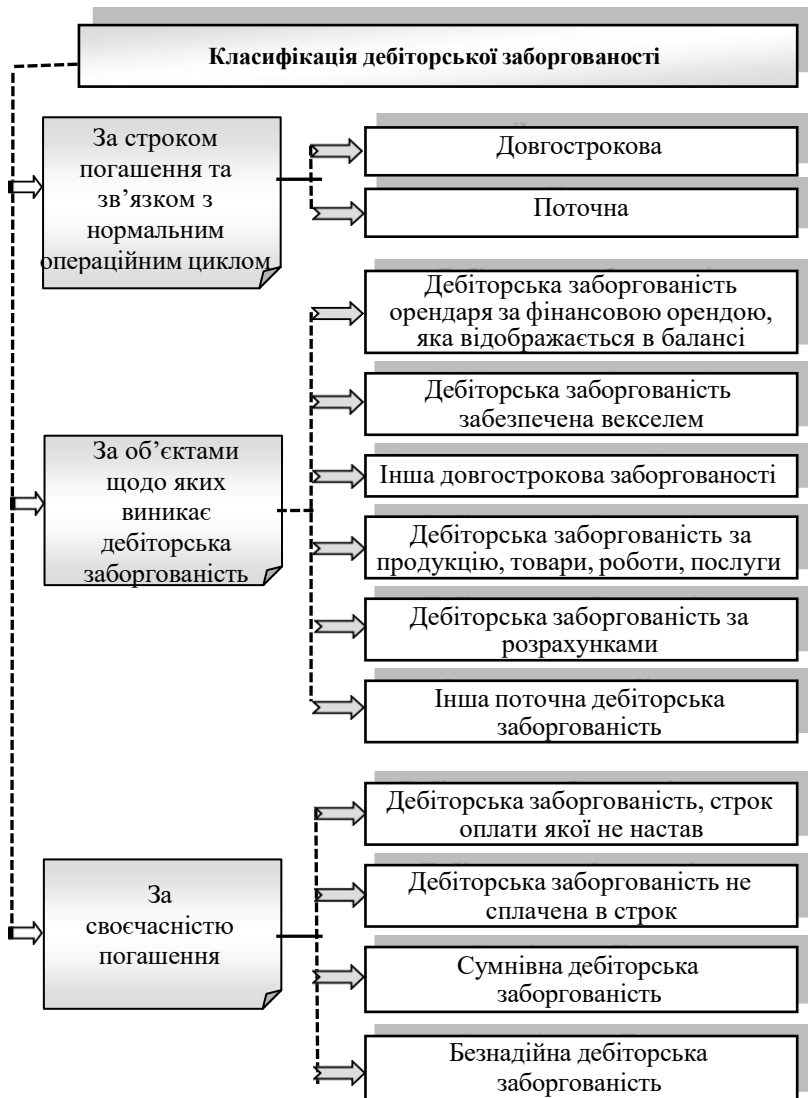 Класифікація дебіторської заборгованості
За строком
погашення та
зв’язком з
нормальним
операційним циклом
Довгострокова
Поточна
За об’єктами
щодо яких
виникає
дебіторська
заборгованість
Дебіторська заборгованість
орендаря за фінансовою орендою,
яка відображається в балансі
Дебіторська заборгованість
забезпечена векселем
Інша довгострокова заборгованості
Дебіторська заборгованість за
продукцію, товари, роботи, послуги
Дебіторська заборгованість за
розрахунками
Інша поточна дебіторська
заборгованість
За
своєчасністю
погашення
Дебіторська заборгованість, строк
оплати якої не настав
Дебіторська заборгованість не
сплачена в строк
Сумнівна дебіторська
заборгованість
Безнадійна дебіторська
заборгованість